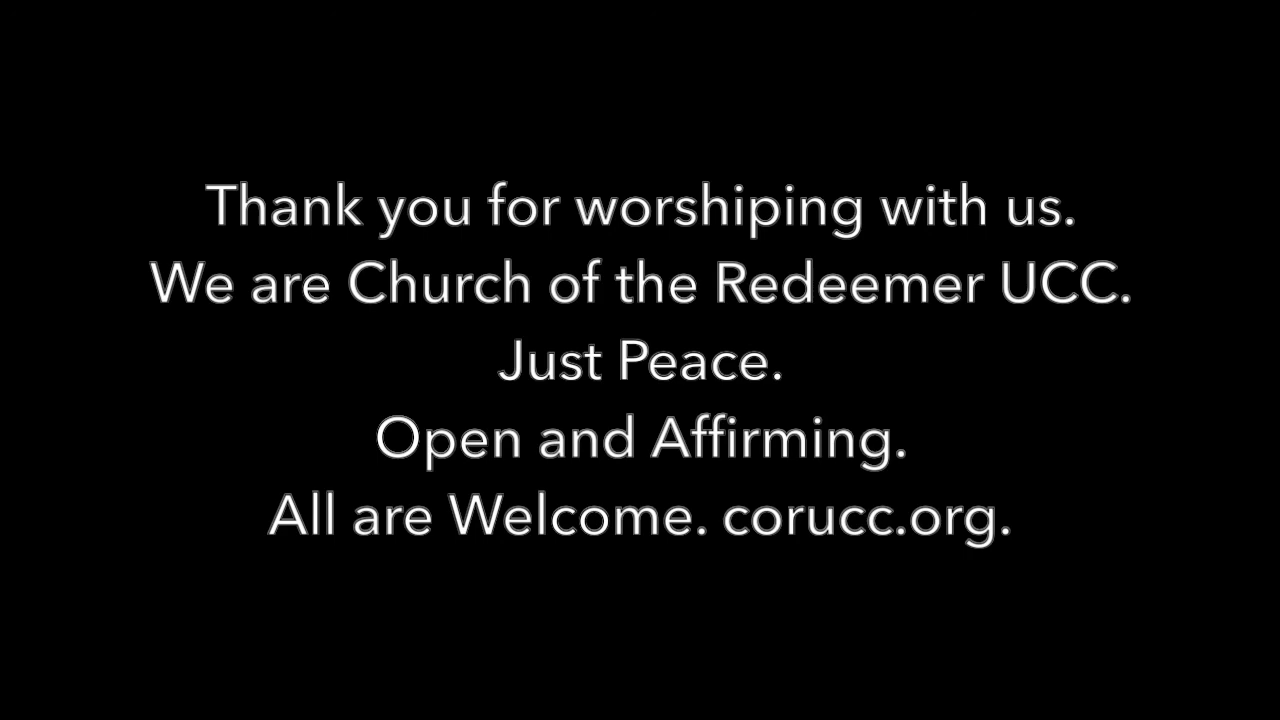 Thank you for worshiping with us.
We are Church of the Redeemer UCC.
Just Peace.
Open and Affirming.
All are Welcome. corucc.org.